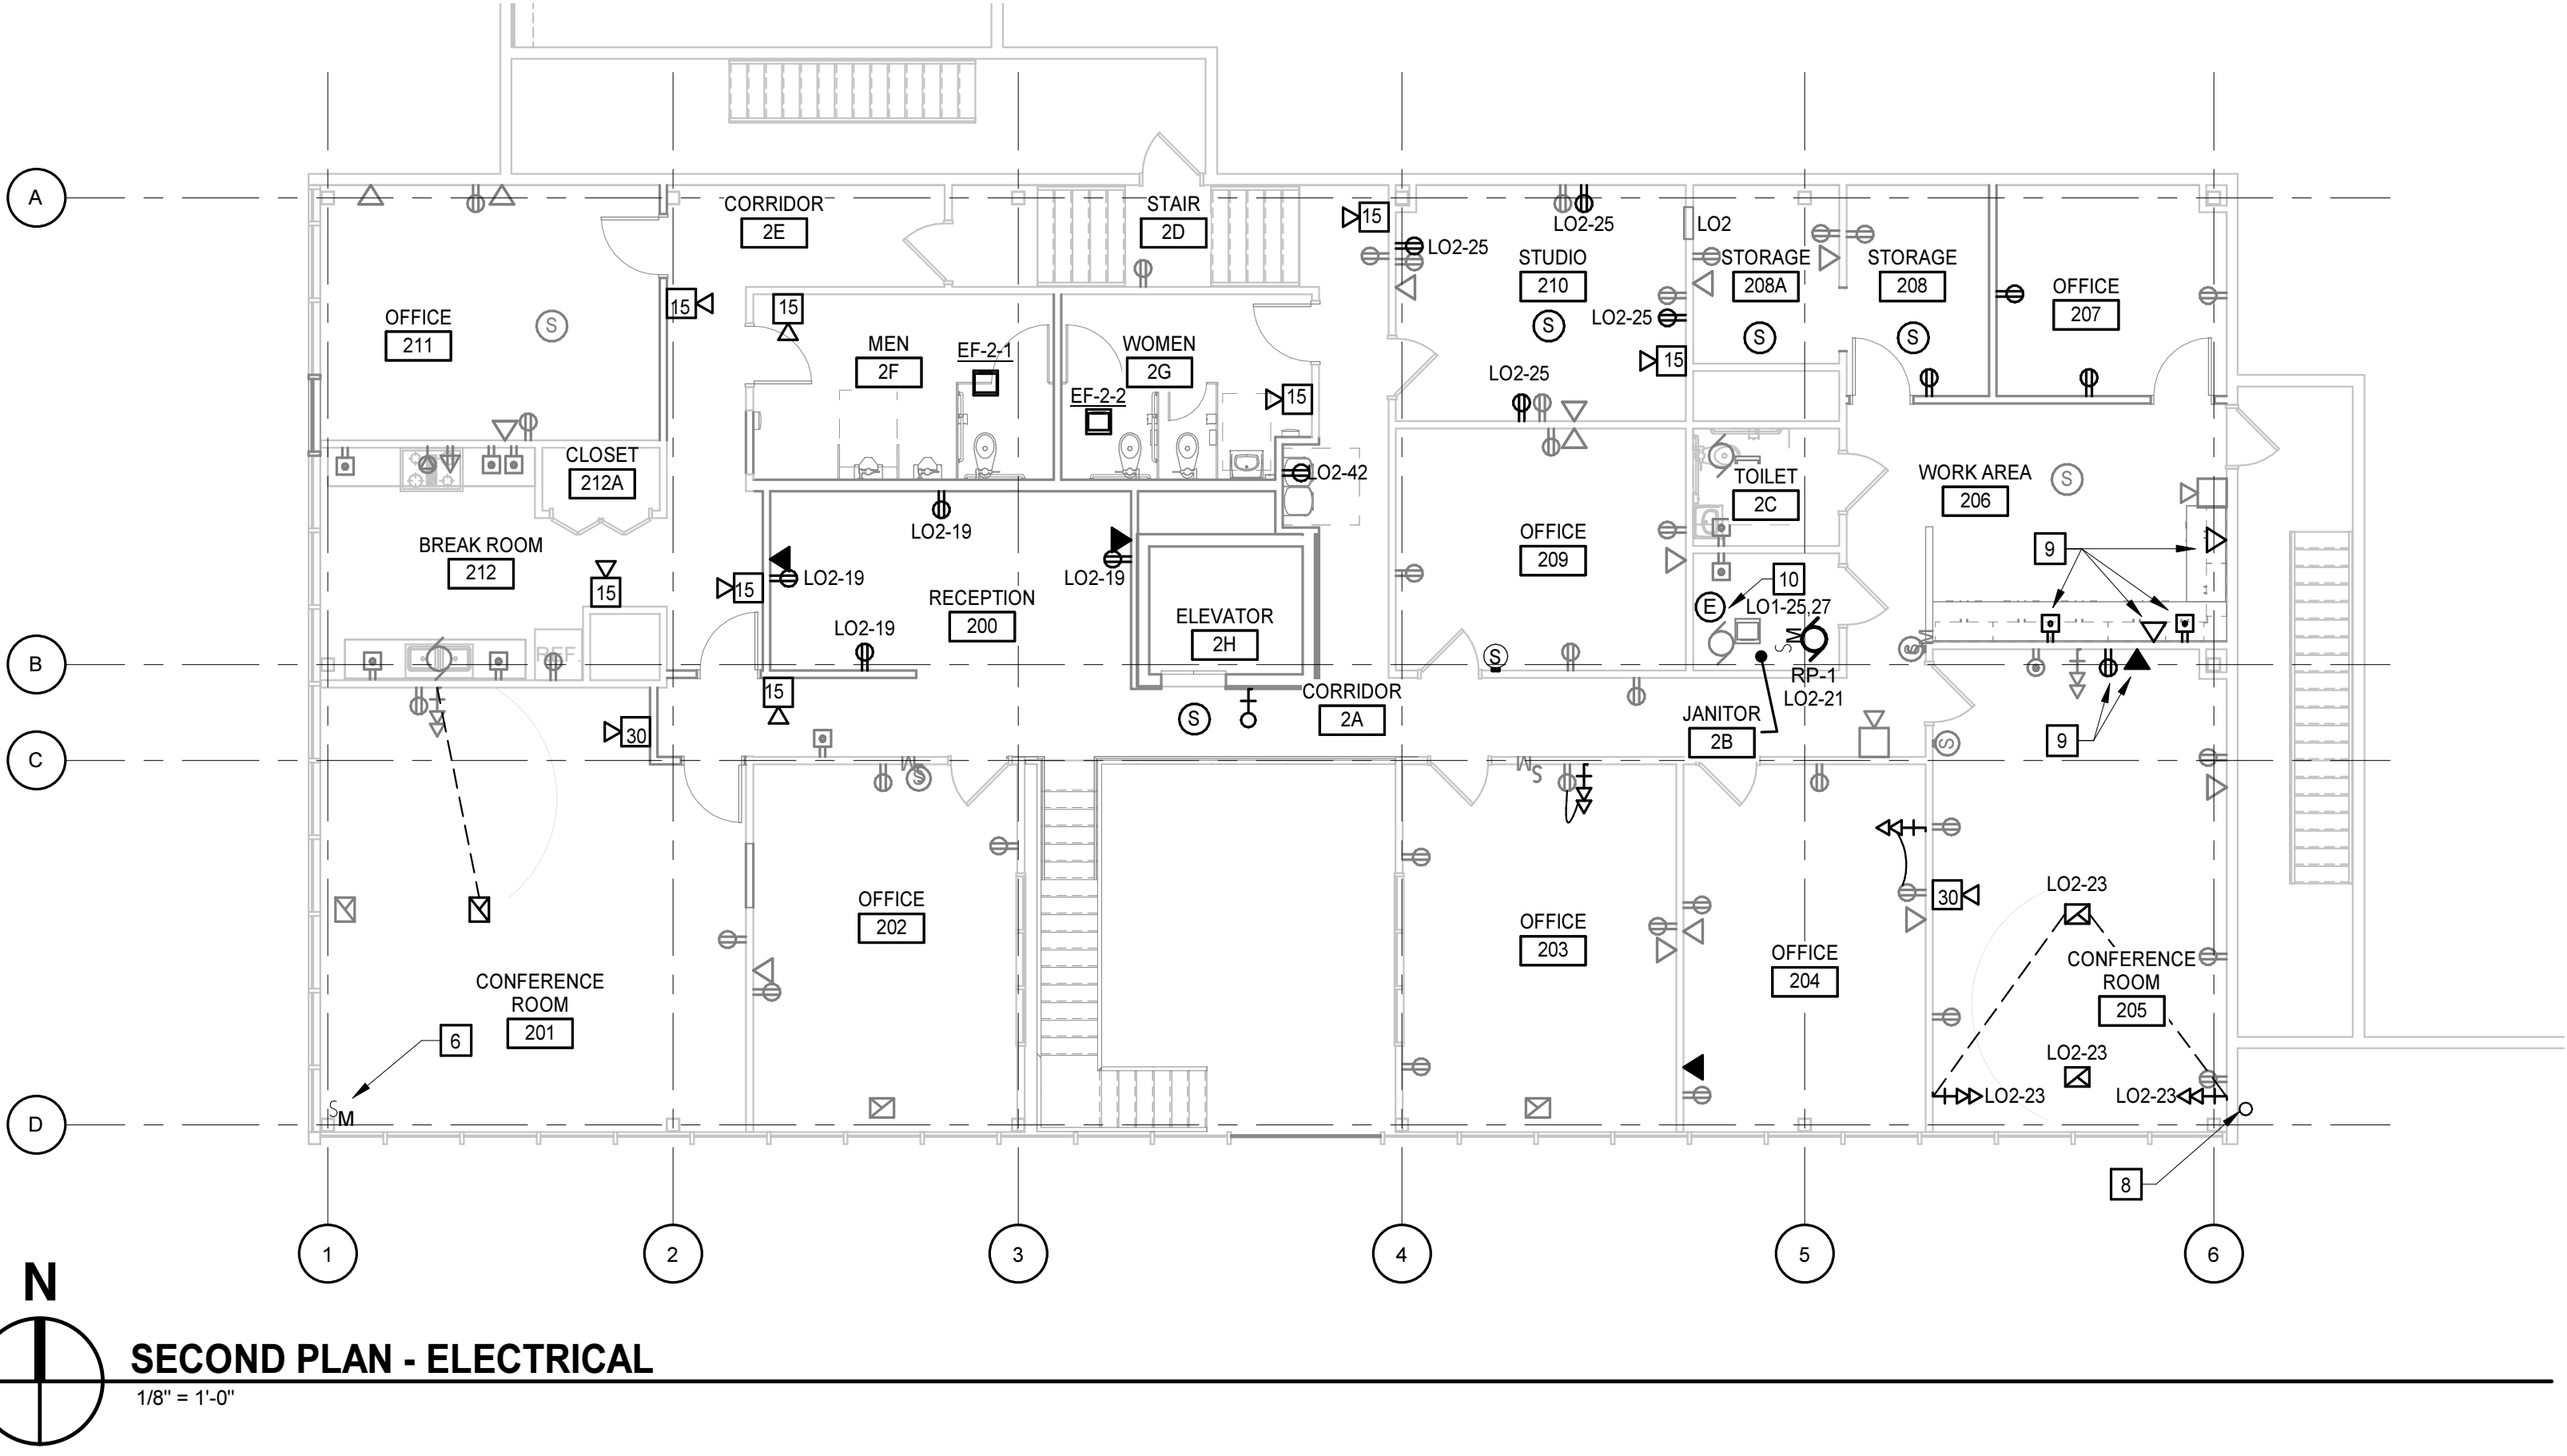 A
CORRIDOR
2E
STAIR
2D
15
LO2-25
LO2
LO2-25
STUDIO
210
STORAGE
208A
STORAGE
208
OFFICE
207
15
15
OFFICE
211
S
LO2-25
S
S
S
MEN
2F
EF-2-1
WOMEN
2G
15
LO2-25
EF-2-2
15
CLOSET
212A
LO2-42
TOILET
2C
WORK AREA
206
S
LO2-19
OFFICE
209
BREAK ROOM
212
9
15
15
LO2-19
LO2-19
10
RECEPTION
200
E
LO1-25,27
ELEVATOR
2H
LO2-19
S
M
S
M
S
B
REF.
RP-1
LO2-21
15
CORRIDOR
2A
S
30
JANITOR
2B
9
S
C
M
S
M
S
LO2-23
30
OFFICE
202
OFFICE
203
OFFICE
204
CONFERENCE
ROOM
205
CONFERENCE
ROOM
201
6
LO2-23
LO2-23
LO2-23
S
M
D
8
1
2
3
4
5
6
N
SECOND PLAN - ELECTRICAL
1/8" = 1'-0"